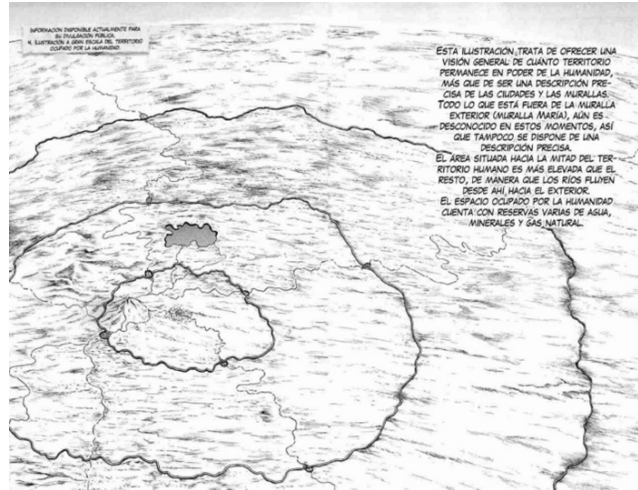 INFORMACIÓN DISPONIBLE ACTUALMENTE PARA
SU DIVULGACIÓN PÚBLICA.
H. ILUSTRACIÓN A GRAN ESCALA DEL TERRITORIO
OCUPADO POR LA HUMANIDAD.
ESTA ILUSTRACIÓN TRATA DE OFRECER UNA
VISIÓN GENERAL DE CUÁNTO TERRITORIO
PERMANECE EN PODER DE LA HUMANIDAD,
MÁS QUE DE SER UNA DESCRIPCIÓN PRE-
CISA DE LAS CIUDADES Y LAS MURALLAS.
TODO LO QUE ESTÁ FUERA DE LA MURALLA
EXTERIOR (MURALLA MARÍA), AÚN ES
DESCONOCIDO EN ESTOS MOMENTOS, ASÍ
QUE TAMPOCO SE DISPONE DE UNA
DESCRIPCIÓN PRECISA.
EL ÁREA SITUADA HACIA LA MITAD DEL TER-
RITORIO HUMANO ES MÁS ELEVADA QUE EL
RESTO, DE MANERA QUE LOS RÍOS FLUYEN
DESDE AHÍ HACIA EL EXTERIOR.
EL ESPACIO OCUPADO POR LA HUMANIDAD
CUENTA CON RESERVAS VARIAS DE AGUA,
MINERALES Y GAS NATURAL.